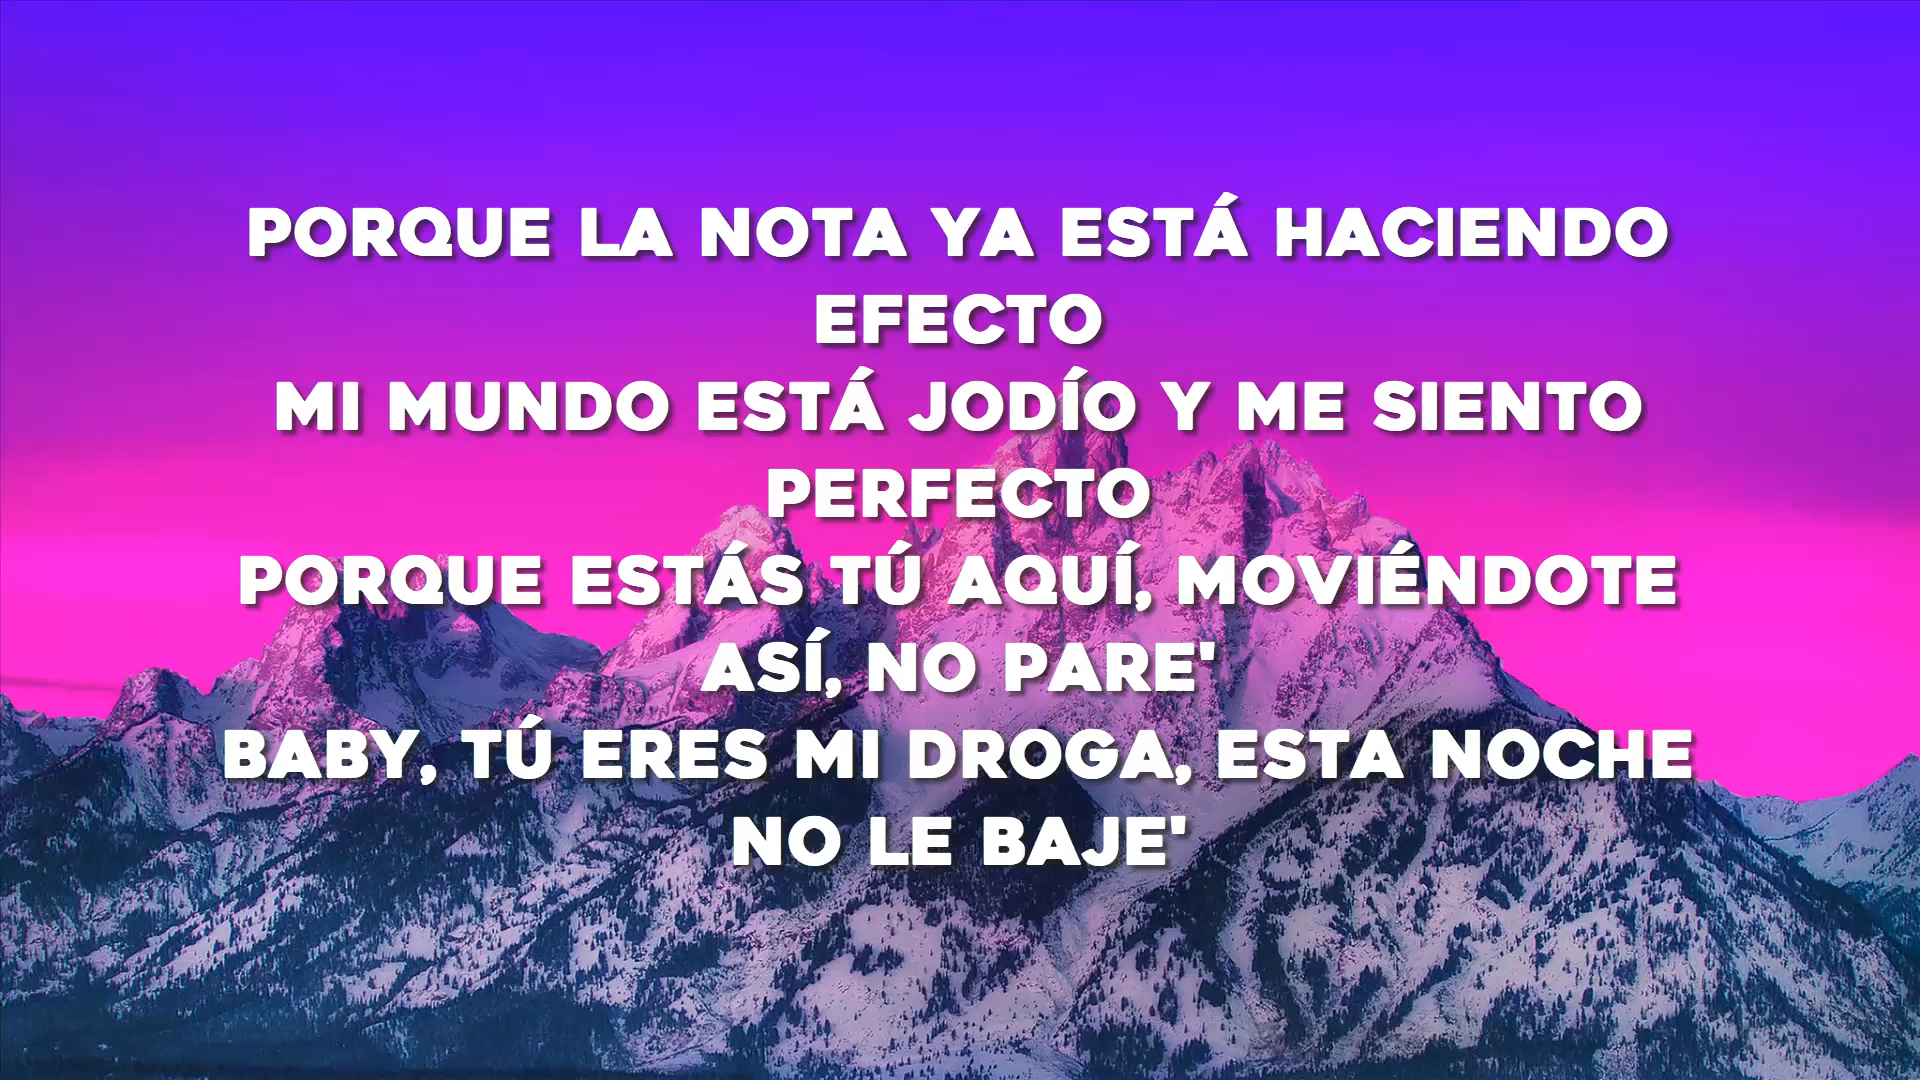 PORQUE LA NOTA YA ESTÁ HACIENDO
EFECTO
MI MUNDO ESTÁ JODÍO Y ME SIENTO
PERFECTO
PORQUE ESTÁS TÚ AQUÍ, MOVIÉNDOTE
ASÍ, NO PARE'
BABY, TÚ ERES MI DROGA, ESTA NOCHE
NO LE BAJE'